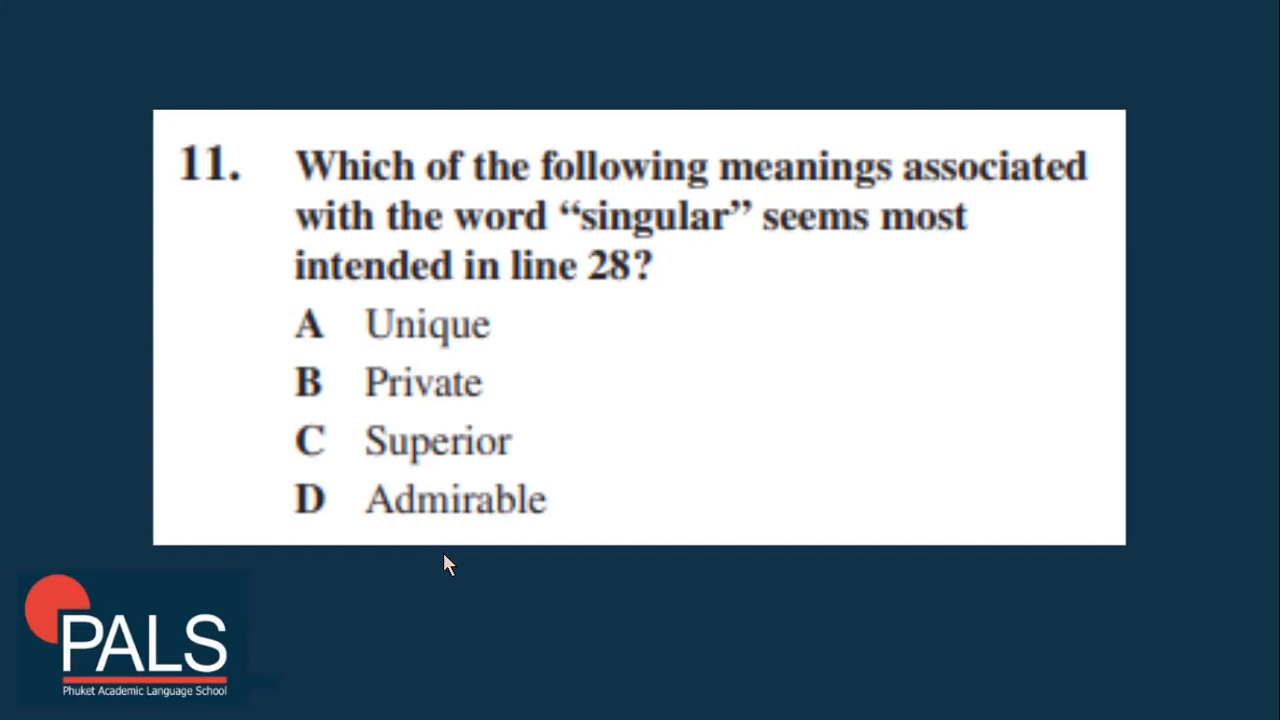 11. Which of the following meanings associated
with the word “singular” seems most
intended in line 28?
A Unique
B Private
C Superior
D Admirable
PALS
Phuket Academic Language School